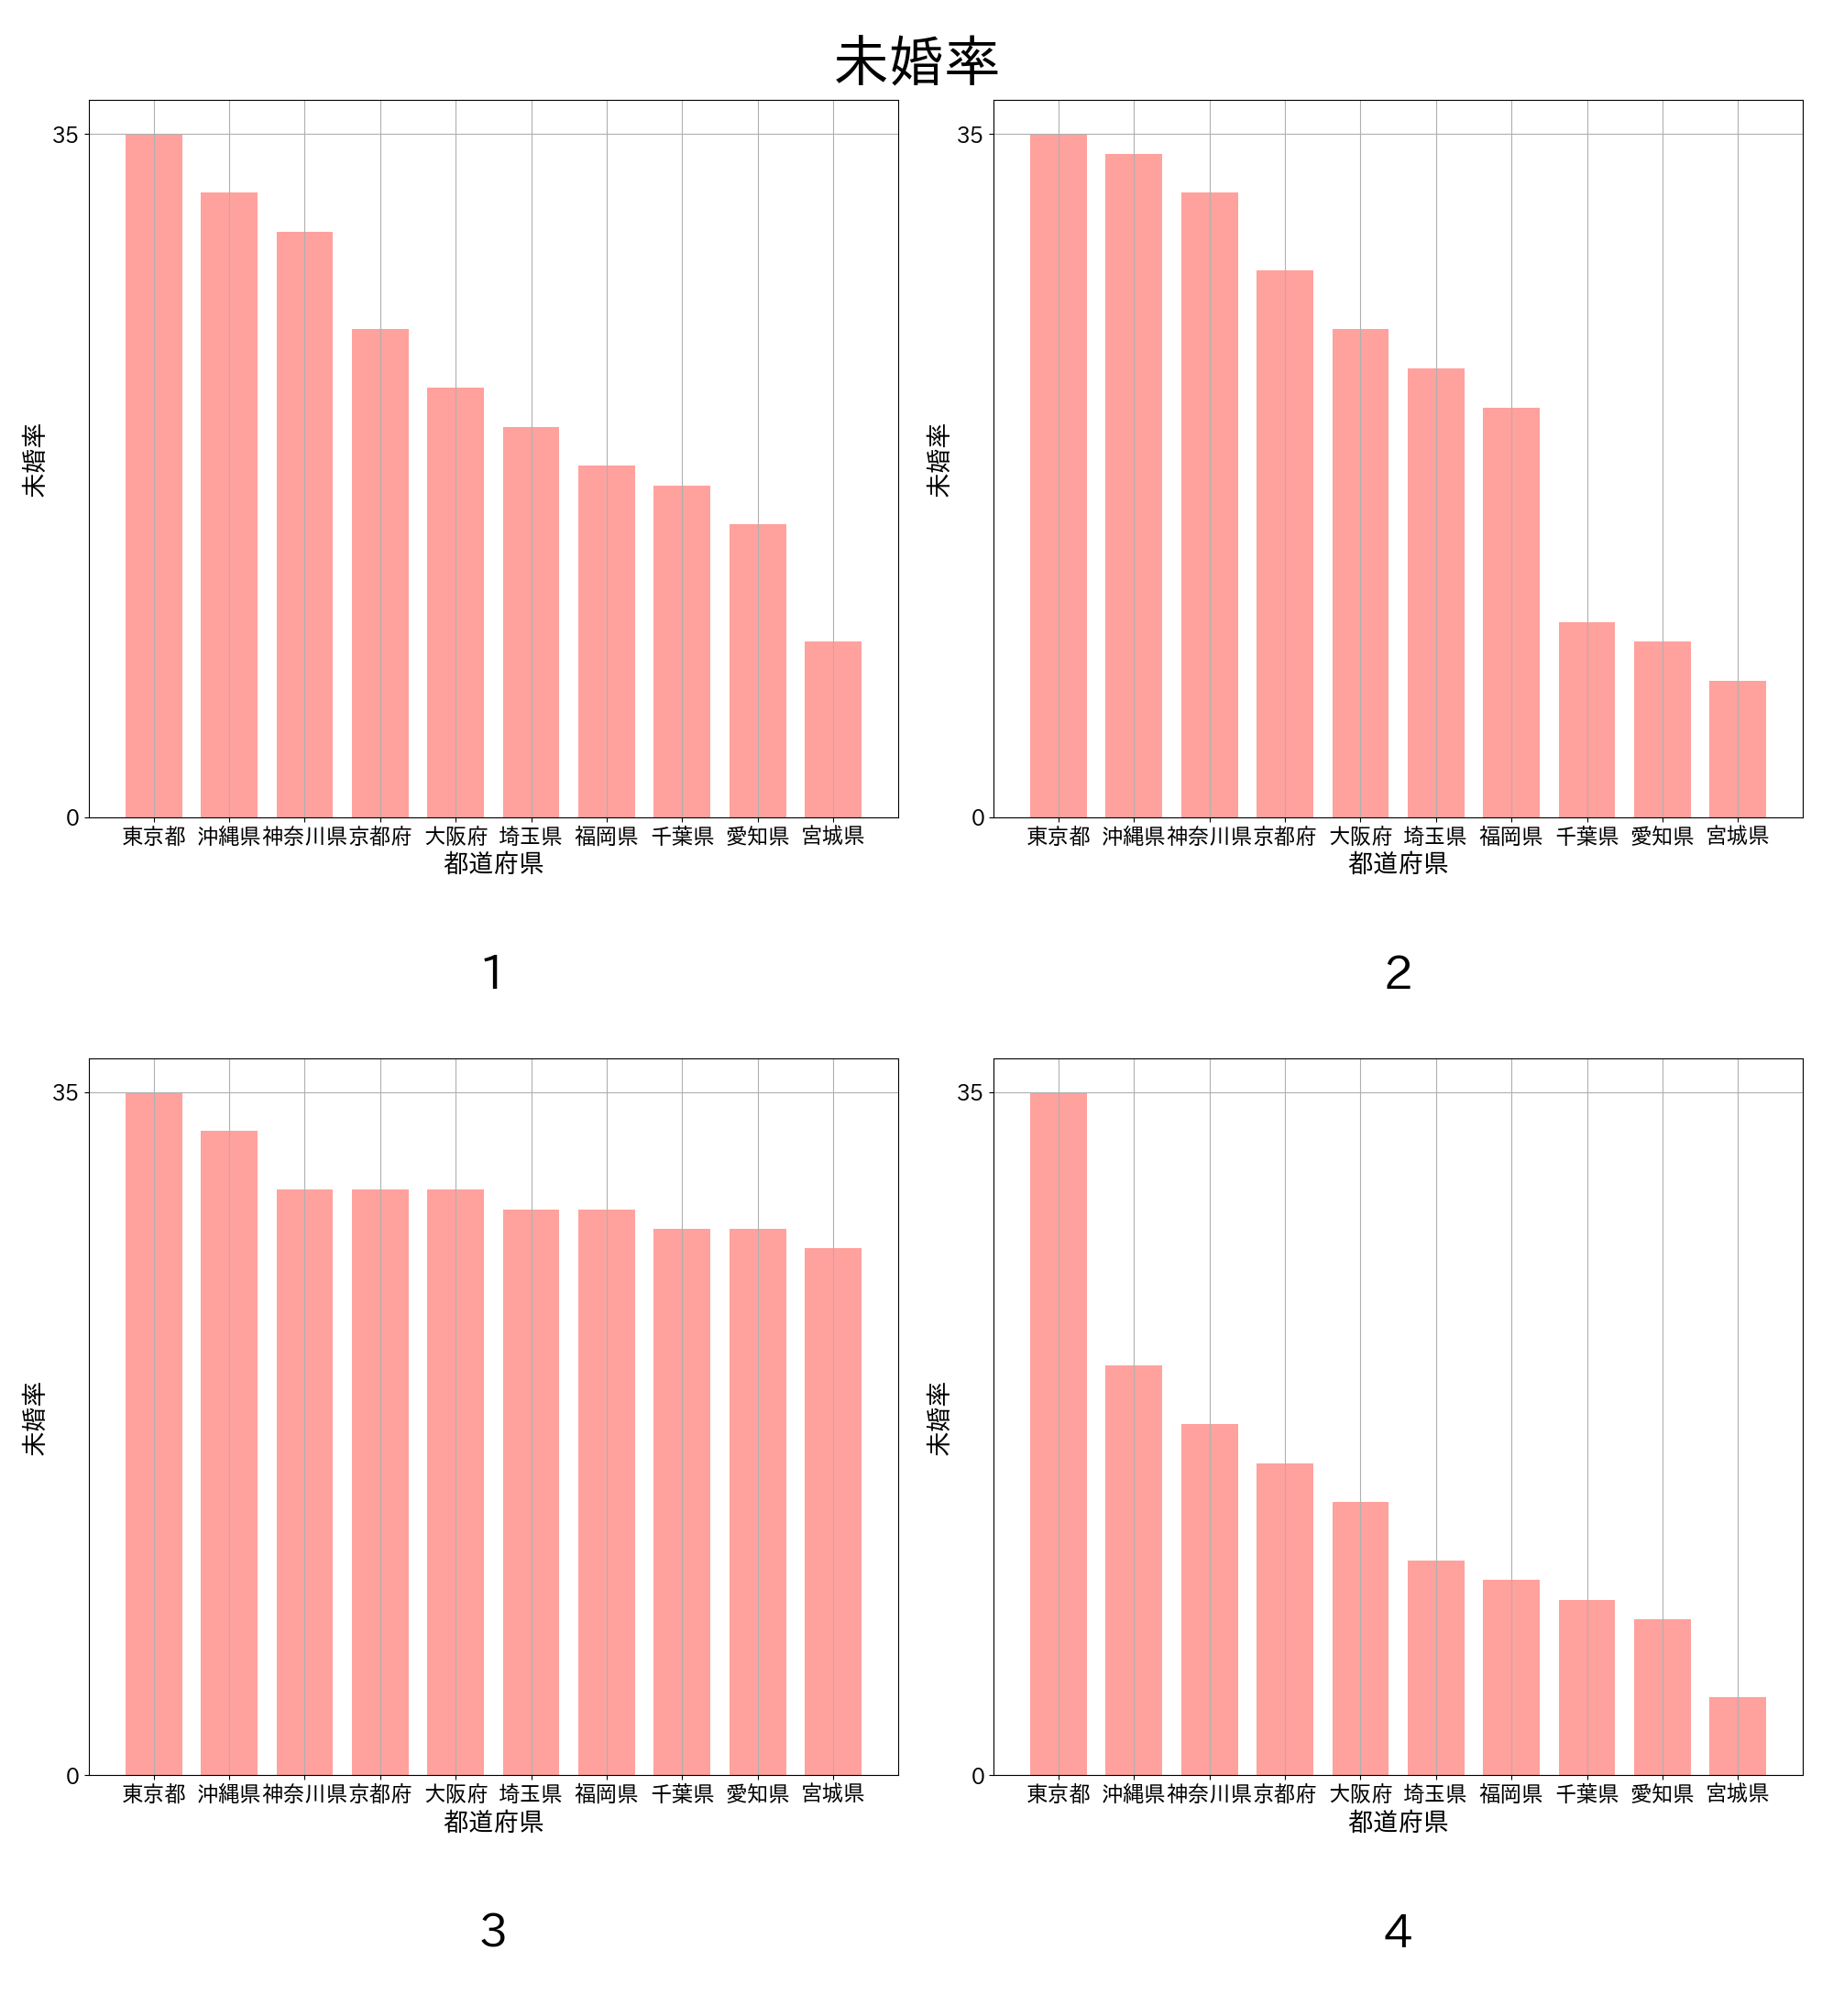 未婚率
35
0
未婚率
東京都 沖縄県 神奈川県 京都府 大阪府 埼玉県 福岡県 千葉県 愛知県 宮城県
都道府県
1
35
0
未婚率
東京都 沖縄県 神奈川県 京都府 大阪府 埼玉県 福岡県 千葉県 愛知県 宮城県
都道府県
2
35
0
未婚率
東京都 沖縄県 神奈川県 京都府 大阪府 埼玉県 福岡県 千葉県 愛知県 宮城県
都道府県
3
35
0
未婚率
東京都 沖縄県 神奈川県 京都府 大阪府 埼玉県 福岡県 千葉県 愛知県 宮城県
都道府県
4